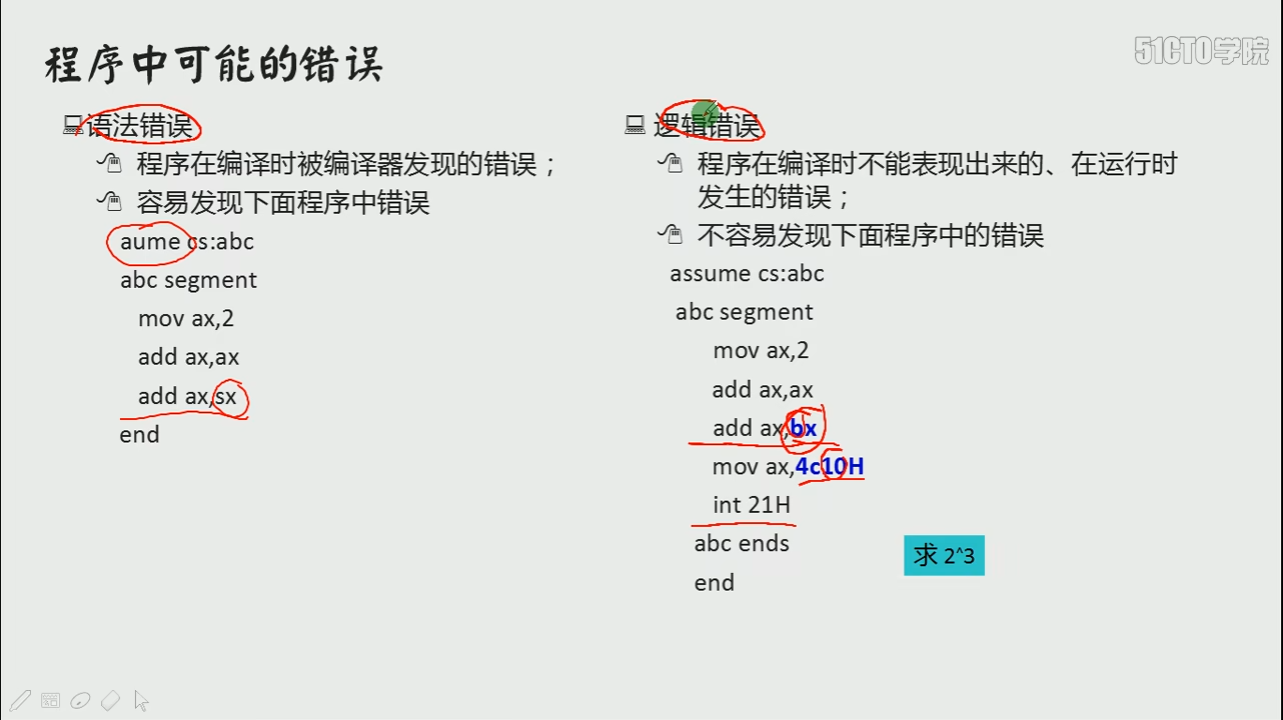 程序中可能的错误
51CTO学院
语法错误
程序在编译时被编译器发现的错误；
容易发现下面程序中错误
aume cs:abc
abc segment
mov ax,2
add ax,ax
add ax,sx
end
逻辑错误
程序在编译时不能表现出来的、在运行时
发生的错误；
不容易发现下面程序中的错误
assume cs:abc
abc segment
mov ax,2
add ax,ax
add ax,bx
mov ax,4c10H
int 21H
abc ends
end
求 2^3